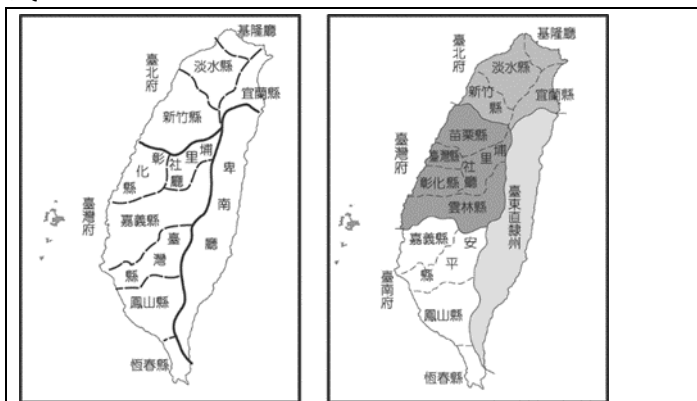 基隆廳
臺北府
淡水縣
宜蘭縣
新竹縣
彰化縣
埔里社廳
卑南廳
臺灣府
嘉義縣
臺灣縣
鳳山縣
恆春縣
基隆廳
臺北府
淡水縣
新竹縣
宜蘭縣
苗栗縣
臺灣府
臺灣縣
埔里社廳
彰化縣
雲林縣
臺東直隸州
嘉義縣
安平縣
臺南府
鳳山縣
恆春縣